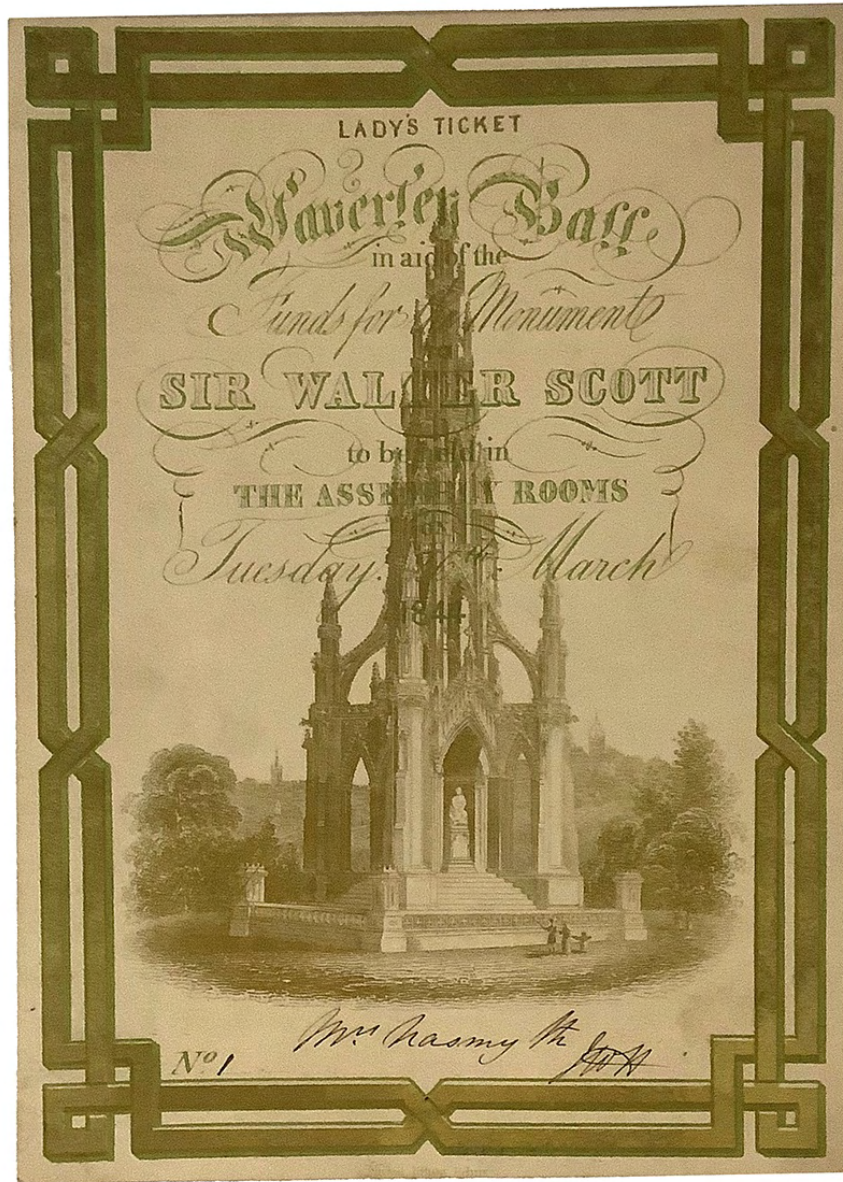 LADY'S TICKET
Waverley Ball
in aid of the
Funds for the Monument
SIR WALTER SCOTT
to be held in
THE ASSEMBLY ROOMS
Tuesday. March
1844
Mrs Nasmyth
No 1